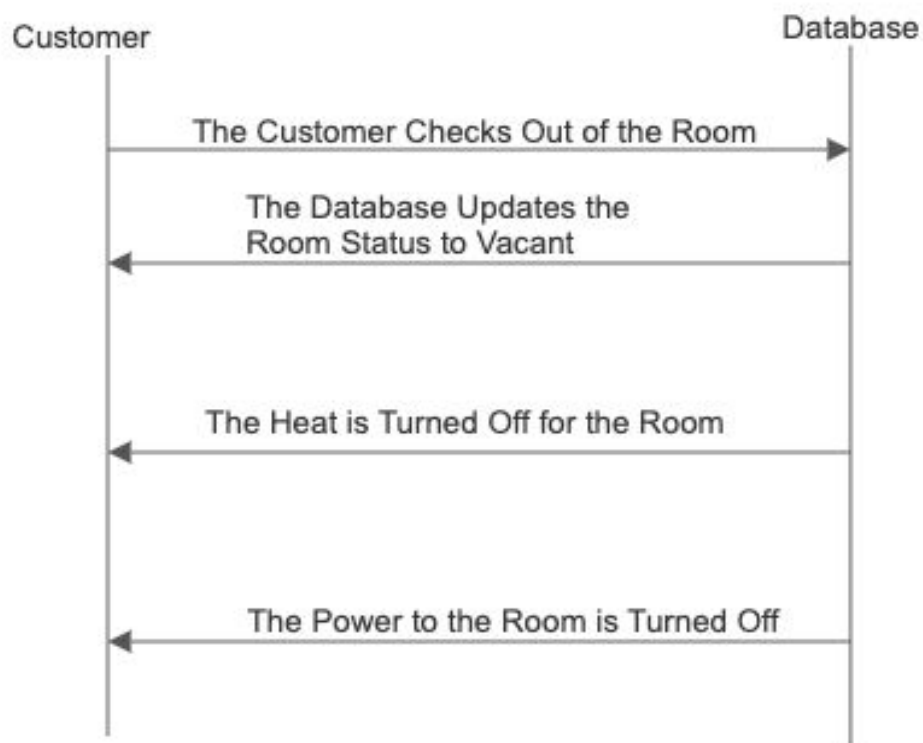 Customer
Database
The Customer Checks Out of the Room
The Database Updates the
Room Status to Vacant
The Heat is Turned Off for the Room
The Power to the Room is Turned Off